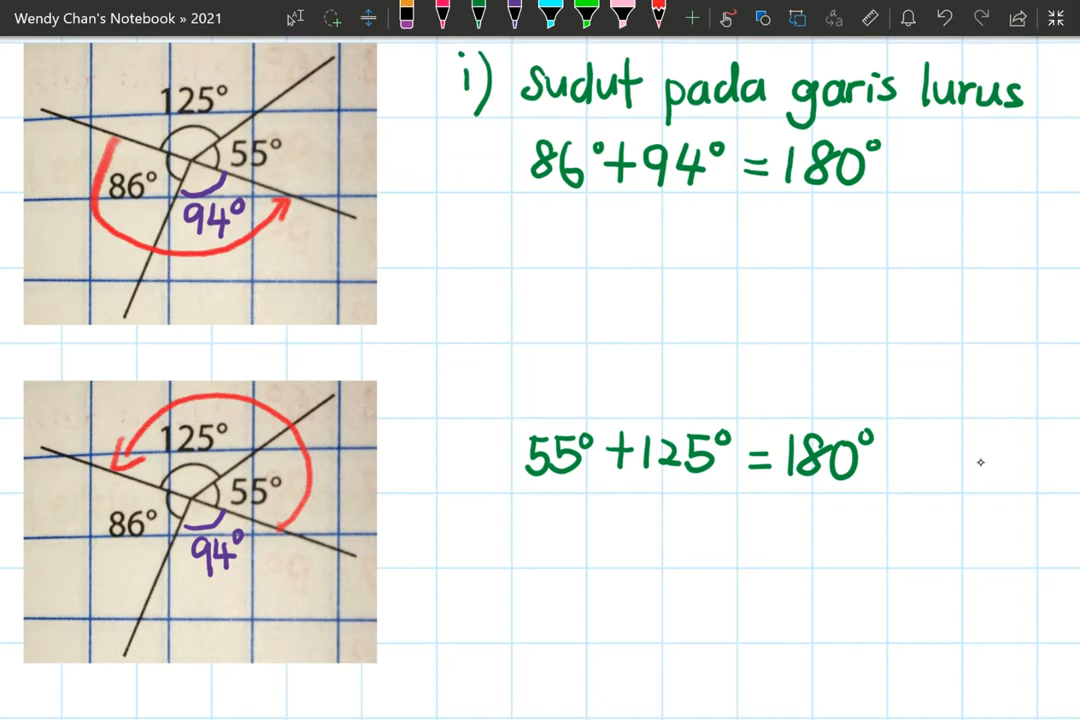 Wendy Chan's Notebook » 2021
125°
55°
86°
94°
i) Sudut pada garis lurus
86° + 94° = 180°
125°
55°
86°
94°
55° + 125° = 180°